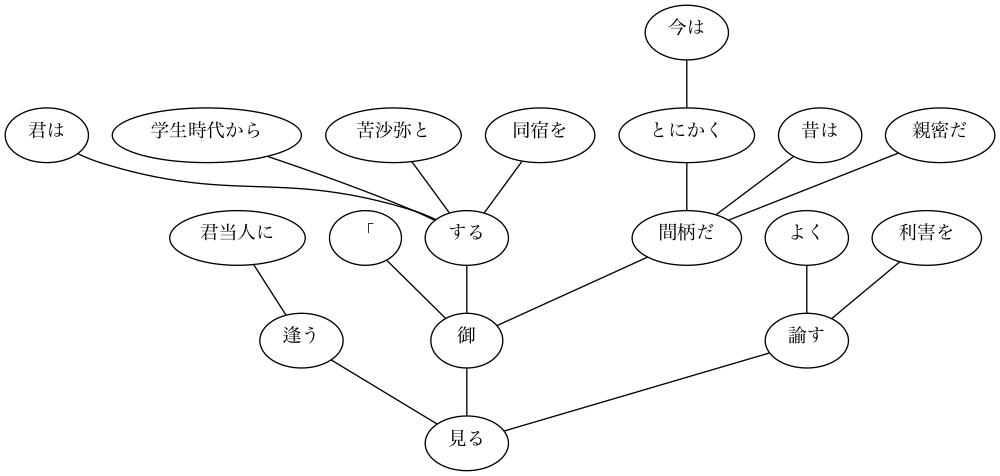 今は
君は
学生時代から
苦沙弥と
同宿を
とにかく
昔は
親密だ
君当人に
「
する
間柄だ
よく
利害を
逢う
御
諭す
見る